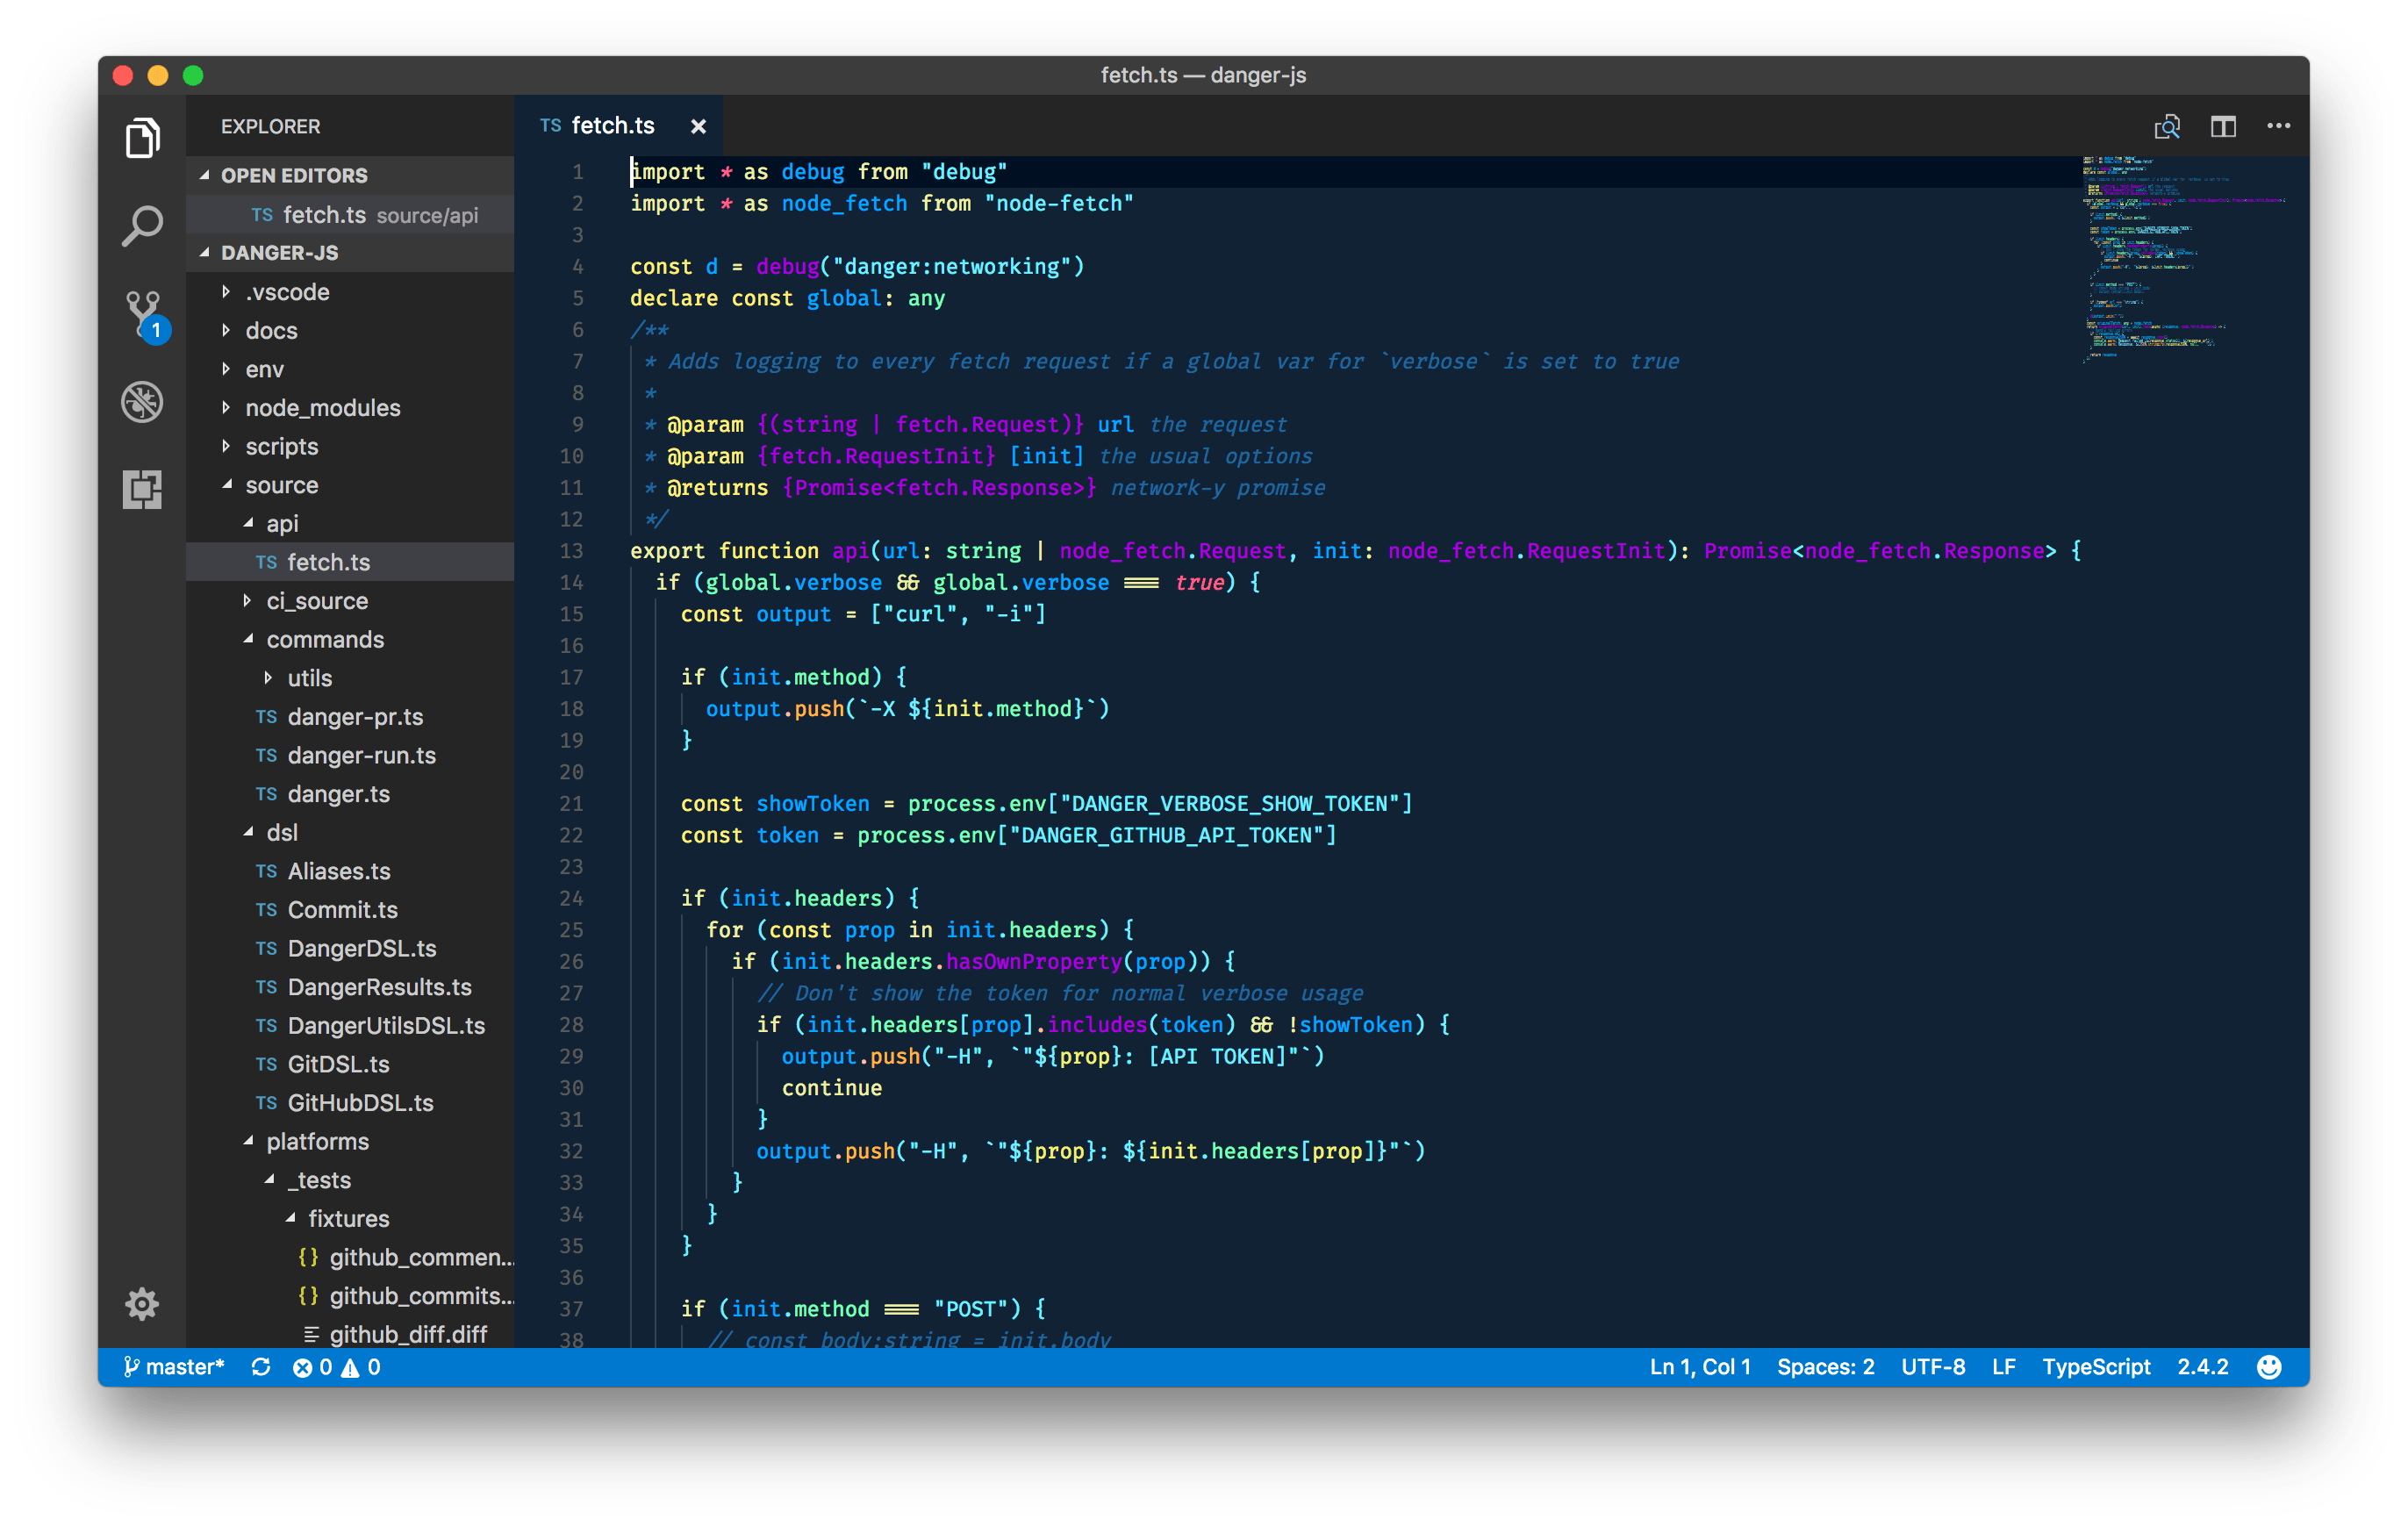 fetch.ts — danger-js
EXPLORER
OPEN EDITORS
TS fetch.ts source/api
DANGER-JS
.vscode
docs
env
node_modules
scripts
source
api
TS fetch.ts
ci_source
commands
utils
TS danger-pr.ts
TS danger-run.ts
TS danger.ts
dsl
TS Aliases.ts
TS Commit.ts
TS DangerDSL.ts
TS DangerResults.ts
TS DangerUtilsDSL.ts
TS GitDSL.ts
TS GitHubDSL.ts
platforms
_tests
fixtures
{} github_commen...
{} github_commits...
github_diff.diff
1
TS fetch.ts ×
1 import * as debug from "debug"
2 import * as node_fetch from "node-fetch"
3
4 const d = debug("danger:networking")
5 declare const global: any
6 /**
7  * Adds logging to every fetch request if a global var for `verbose` is set to true
8  *
9  * @param {(string | fetch.Request)} url the request
10  * @param {fetch.RequestInit} [init] the usual options
11  * @returns {Promise<fetch.Response>} network-y promise
12  */
13 export function api(url: string | node_fetch.Request, init: node_fetch.RequestInit): Promise<node_fetch.Response> {
14   if (global.verbose && global.verbose === true) {
15     const output = ["curl", "-i"]
16
17     if (init.method) {
18       output.push(`-X ${init.method}`)
19     }
20
21     const showToken = process.env["DANGER_VERBOSE_SHOW_TOKEN"]
22     const token = process.env["DANGER_GITHUB_API_TOKEN"]
23
24     if (init.headers) {
25       for (const prop in init.headers) {
26         if (init.headers.hasOwnProperty(prop)) {
27           // Don't show the token for normal verbose usage
28           if (init.headers[prop].includes(token) && !showToken) {
29             output.push("-H", `"${prop}: [API TOKEN]"`)
30             continue
31           }
32           output.push("-H", `"${prop}: ${init.headers[prop]}"`)
33         }
34       }
35     }
36
37     if (init.method === "POST") {
38       // const body:string = init.body
master* 0 0
Ln 1, Col 1 Spaces: 2 UTF-8 LF TypeScript 2.4.2